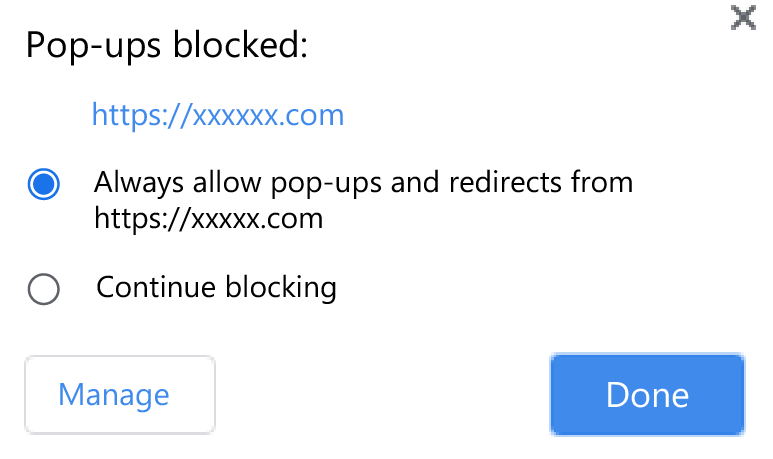 Pop-ups blocked:
https://xxxxxx.com
Always allow pop-ups and redirects from
https://xxxxx.com
Continue blocking
Manage
Done